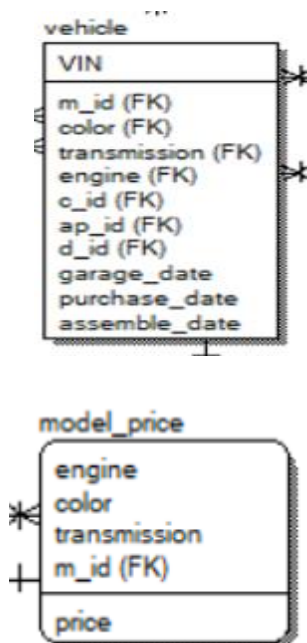 vehicle
VIN
m_id (FK)
color (FK)
transmission (FK)
engine (FK)
c_id (FK)
ap_id (FK)
d_id (FK)
garage_date
purchase_date
assemble_date
model_price
engine
color
transmission
m_id (FK)
price